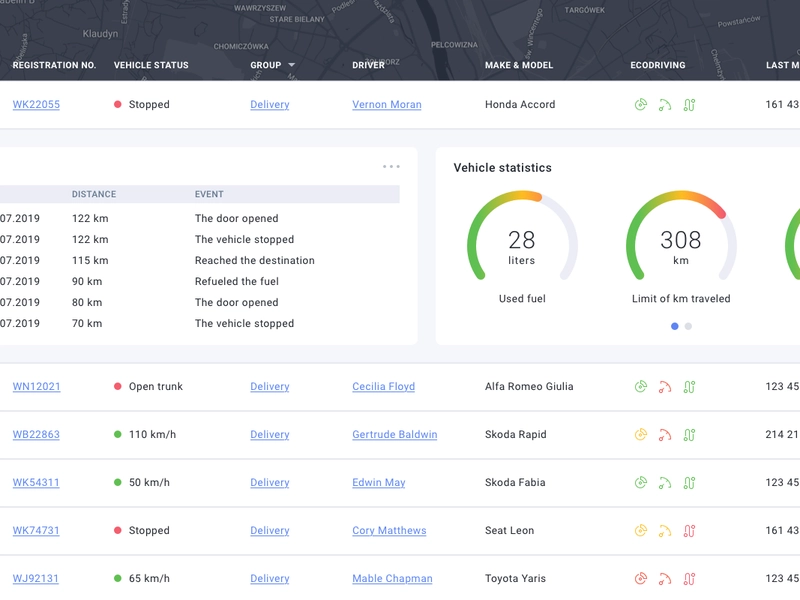 WAWRZYSZEW
STARE BIELANY
TARGÓWEK
Powstańców
Klaudyn
CHOMICZÓWKA
PELCOWIZNA
REGISTRATION NO. VEHICLE STATUS GROUP DRIVER MAKE & MODEL ECODRIVING LAST M
WK22055 Stopped Delivery Vernon Moran Honda Accord 161 43
Vehicle statistics
DISTANCE EVENT
07.2019 122 km The door opened
07.2019 122 km The vehicle stopped
07.2019 115 km Reached the destination
07.2019 90 km Refueled the fuel
07.2019 80 km The door opened
07.2019 70 km The vehicle stopped
28
liters
Used fuel
308
km
Limit of km traveled
WN12021 Open trunk Delivery Cecilia Floyd Alfa Romeo Giulia 123 45
WB22863 110 km/h Delivery Gertrude Baldwin Skoda Rapid 214 21
WK54311 50 km/h Delivery Edwin May Skoda Fabia 123 45
WK74731 Stopped Delivery Cory Matthews Seat Leon 161 43
WJ92131 65 km/h Delivery Mable Chapman Toyota Yaris 123 45